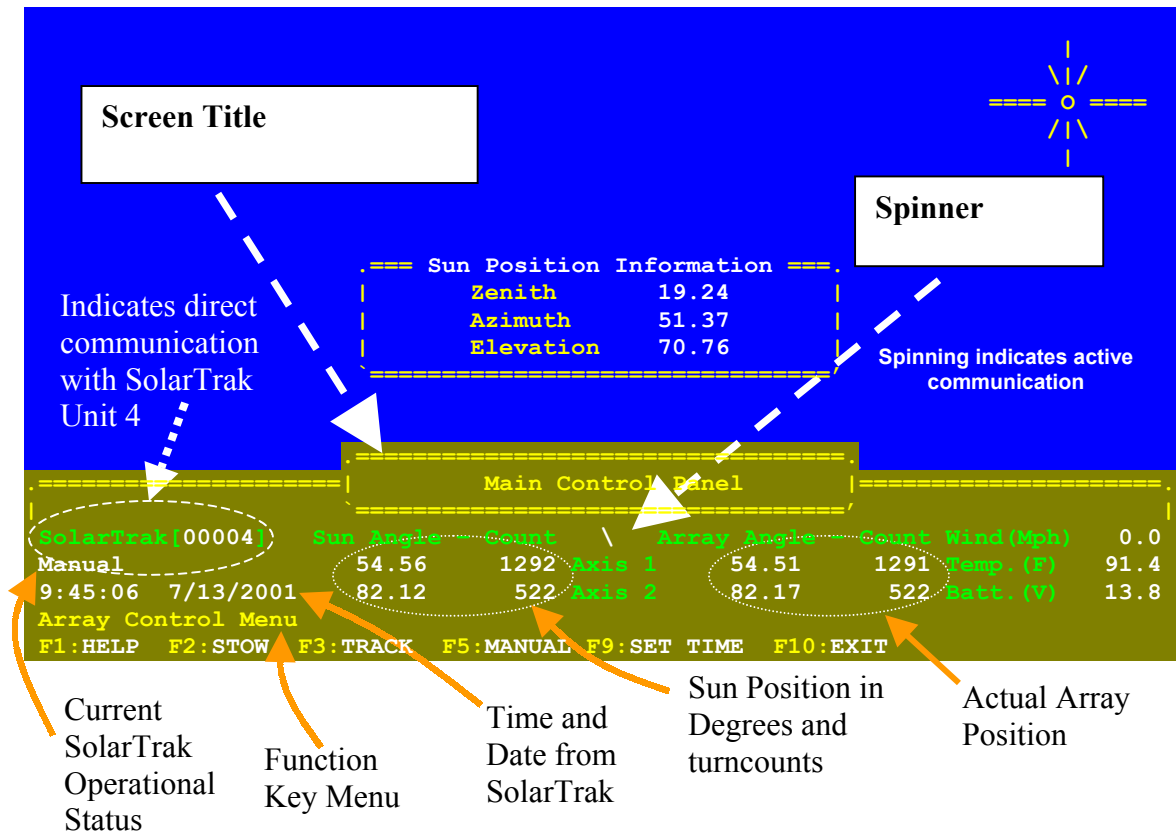 |
\|/
==== O ====
/|\
|
Screen Title
Spinner
.=== Sun Position Information ===.
| Zenith 19.24 |
| Azimuth 51.37 |
| Elevation 70.76 |
`================================'
Indicates direct
communication
with SolarTrak
Unit 4
Spinning indicates active
communication
.==================================.
.=====================| Main Control Panel |=====================.
| `==================================' |
SolarTrak[00004] Sun Angle - Count \ Array Angle - Count Wind(Mph) 0.0
Manual 54.56 1292 Axis 1 54.51 1291 Temp.(F) 91.4
9:45:06 7/13/2001 82.12 522 Axis 2 82.17 522 Batt.(V) 13.8
Array Control Menu
F1:HELP F2:STOW F3:TRACK F5:MANUAL F9:SET TIME F10:EXIT
Current
SolarTrak
Operational
Status
Function
Key Menu
Time and
Date from
SolarTrak
Sun Position in
Degrees and
turncounts
Actual Array
Position